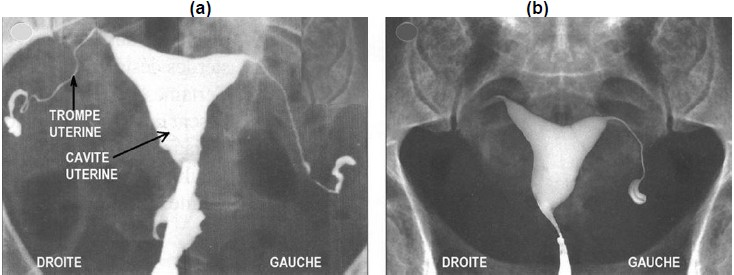 (a)
(b)
TROMPE
UTERINE
CAVITE
UTERINE
DROITE
GAUCHE
DROITE
GAUCHE